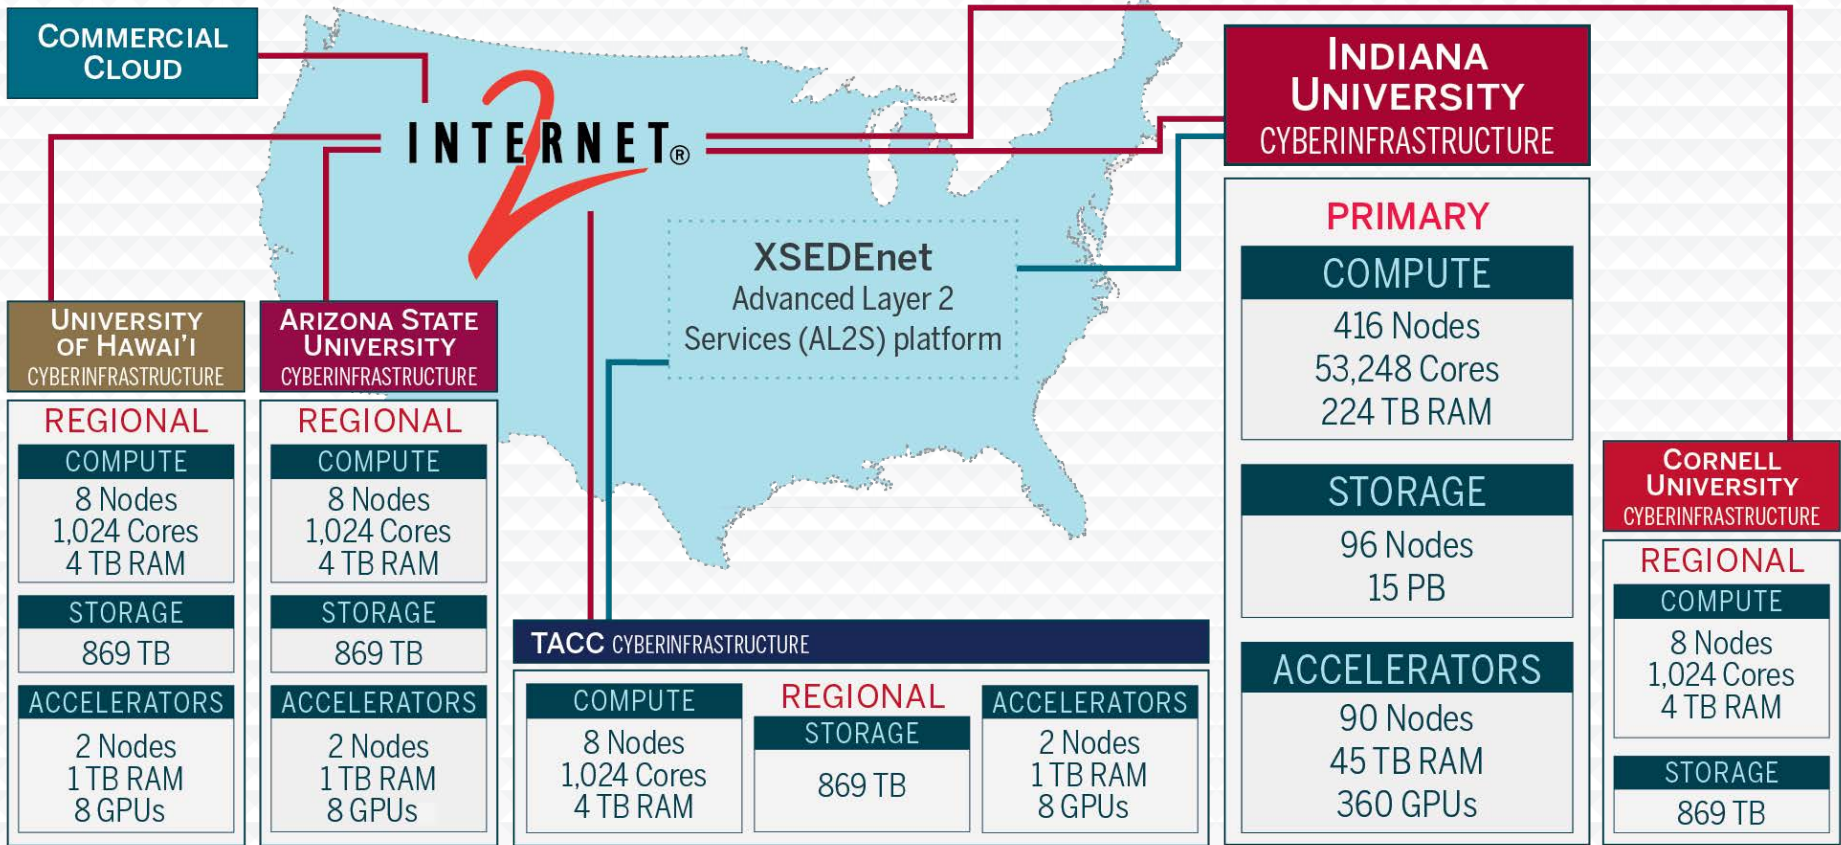 COMMERCIAL
CLOUD
INTERNET®
2
XSEDEnet
Advanced Layer 2
Services (AL2S) platform
UNIVERSITY
OF HAWAI'I
CYBERINFRASTRUCTURE
REGIONAL
COMPUTE
8 Nodes
1,024 Cores
4 TB RAM
STORAGE
869 TB
ACCELERATORS
2 Nodes
1 TB RAM
8 GPUs
ARIZONA STATE
UNIVERSITY
CYBERINFRASTRUCTURE
REGIONAL
COMPUTE
8 Nodes
1,024 Cores
4 TB RAM
STORAGE
869 TB
ACCELERATORS
2 Nodes
1 TB RAM
8 GPUs
TACC CYBERINFRASTRUCTURE
REGIONAL
COMPUTE
8 Nodes
1,024 Cores
4 TB RAM
STORAGE
869 TB
ACCELERATORS
2 Nodes
1 TB RAM
8 GPUs
INDIANA
UNIVERSITY
CYBERINFRASTRUCTURE
PRIMARY
COMPUTE
416 Nodes
53,248 Cores
224 TB RAM
STORAGE
96 Nodes
15 PB
ACCELERATORS
90 Nodes
45 TB RAM
360 GPUs
CORNELL
UNIVERSITY
CYBERINFRASTRUCTURE
REGIONAL
COMPUTE
8 Nodes
1,024 Cores
4 TB RAM
STORAGE
869 TB